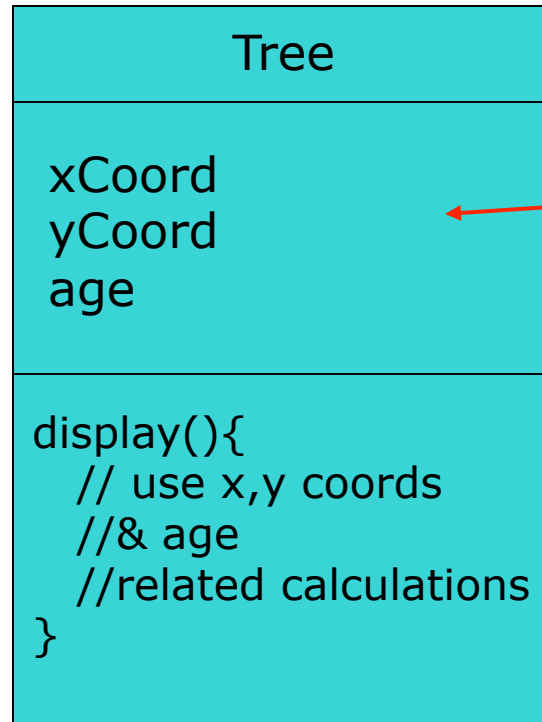 Tree
xCoord
yCoord
age
display(){
// use x,y coords
//& age
//related calculations
}